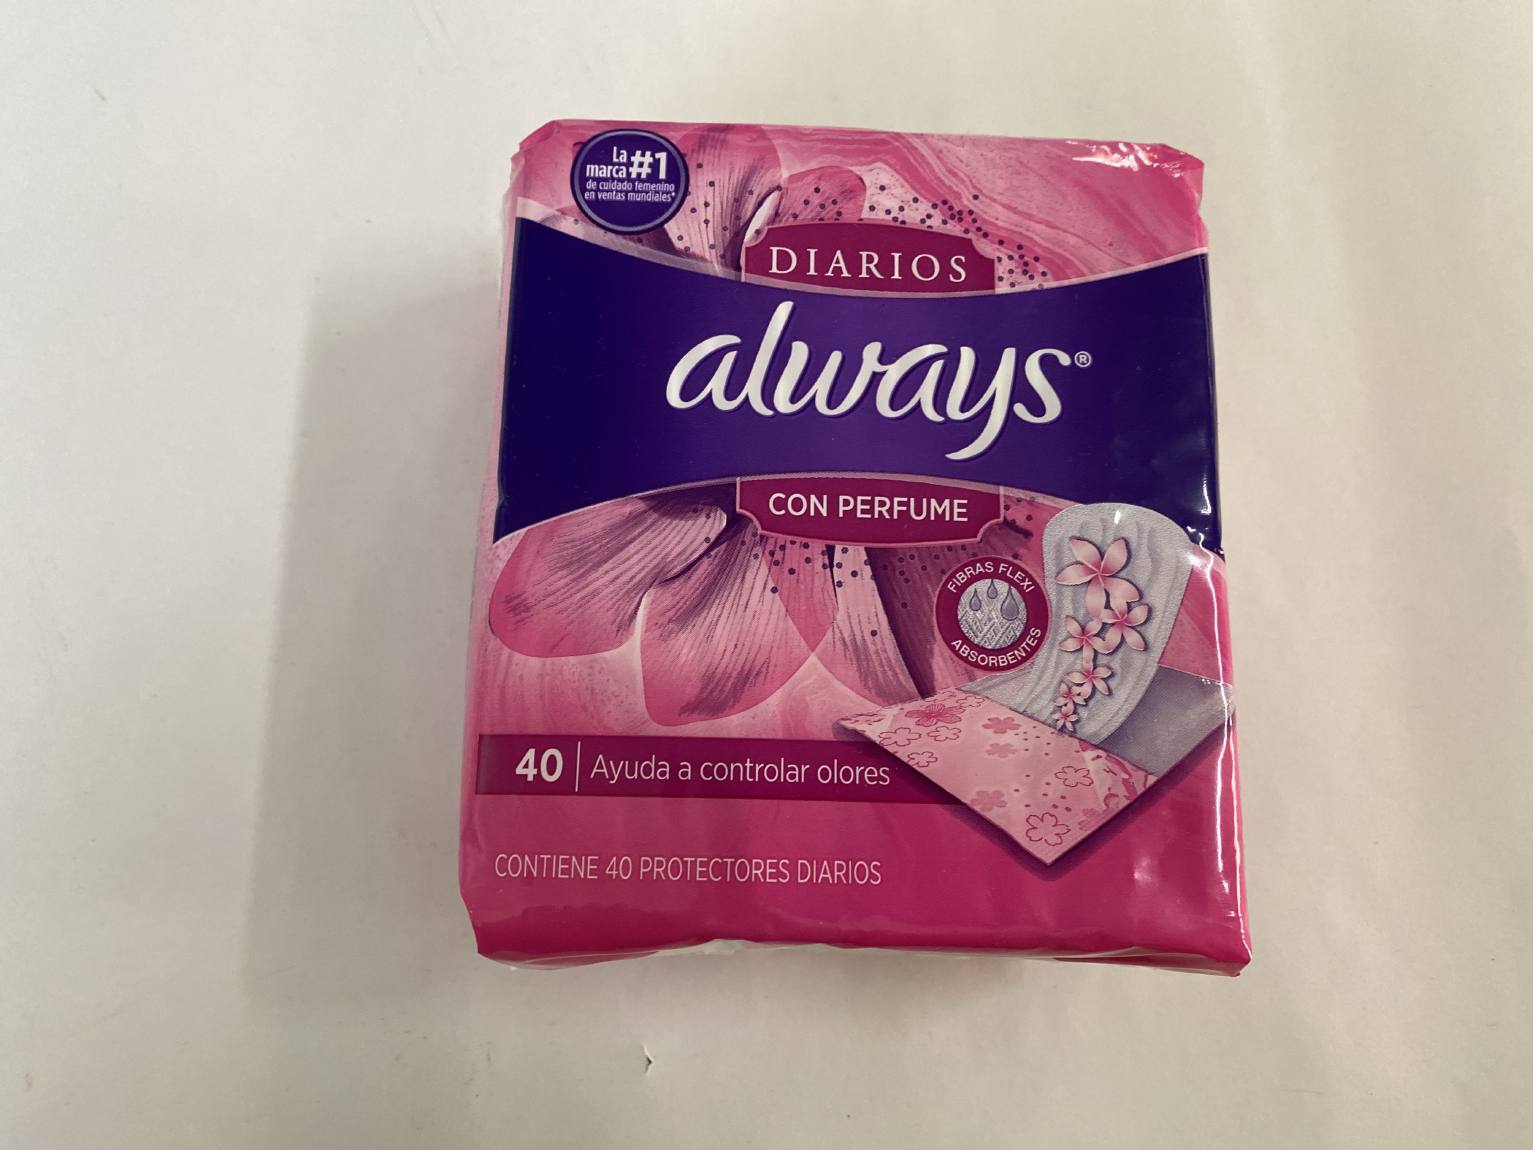 La
marca #1
de cuidado femenino
en ventas mundiales*
DIARIOS
always®
CON PERFUME
FIBRAS FLEXI
ABSORBENTES
40 | Ayuda a controlar olores
CONTIENE 40 PROTECTORES DIARIOS